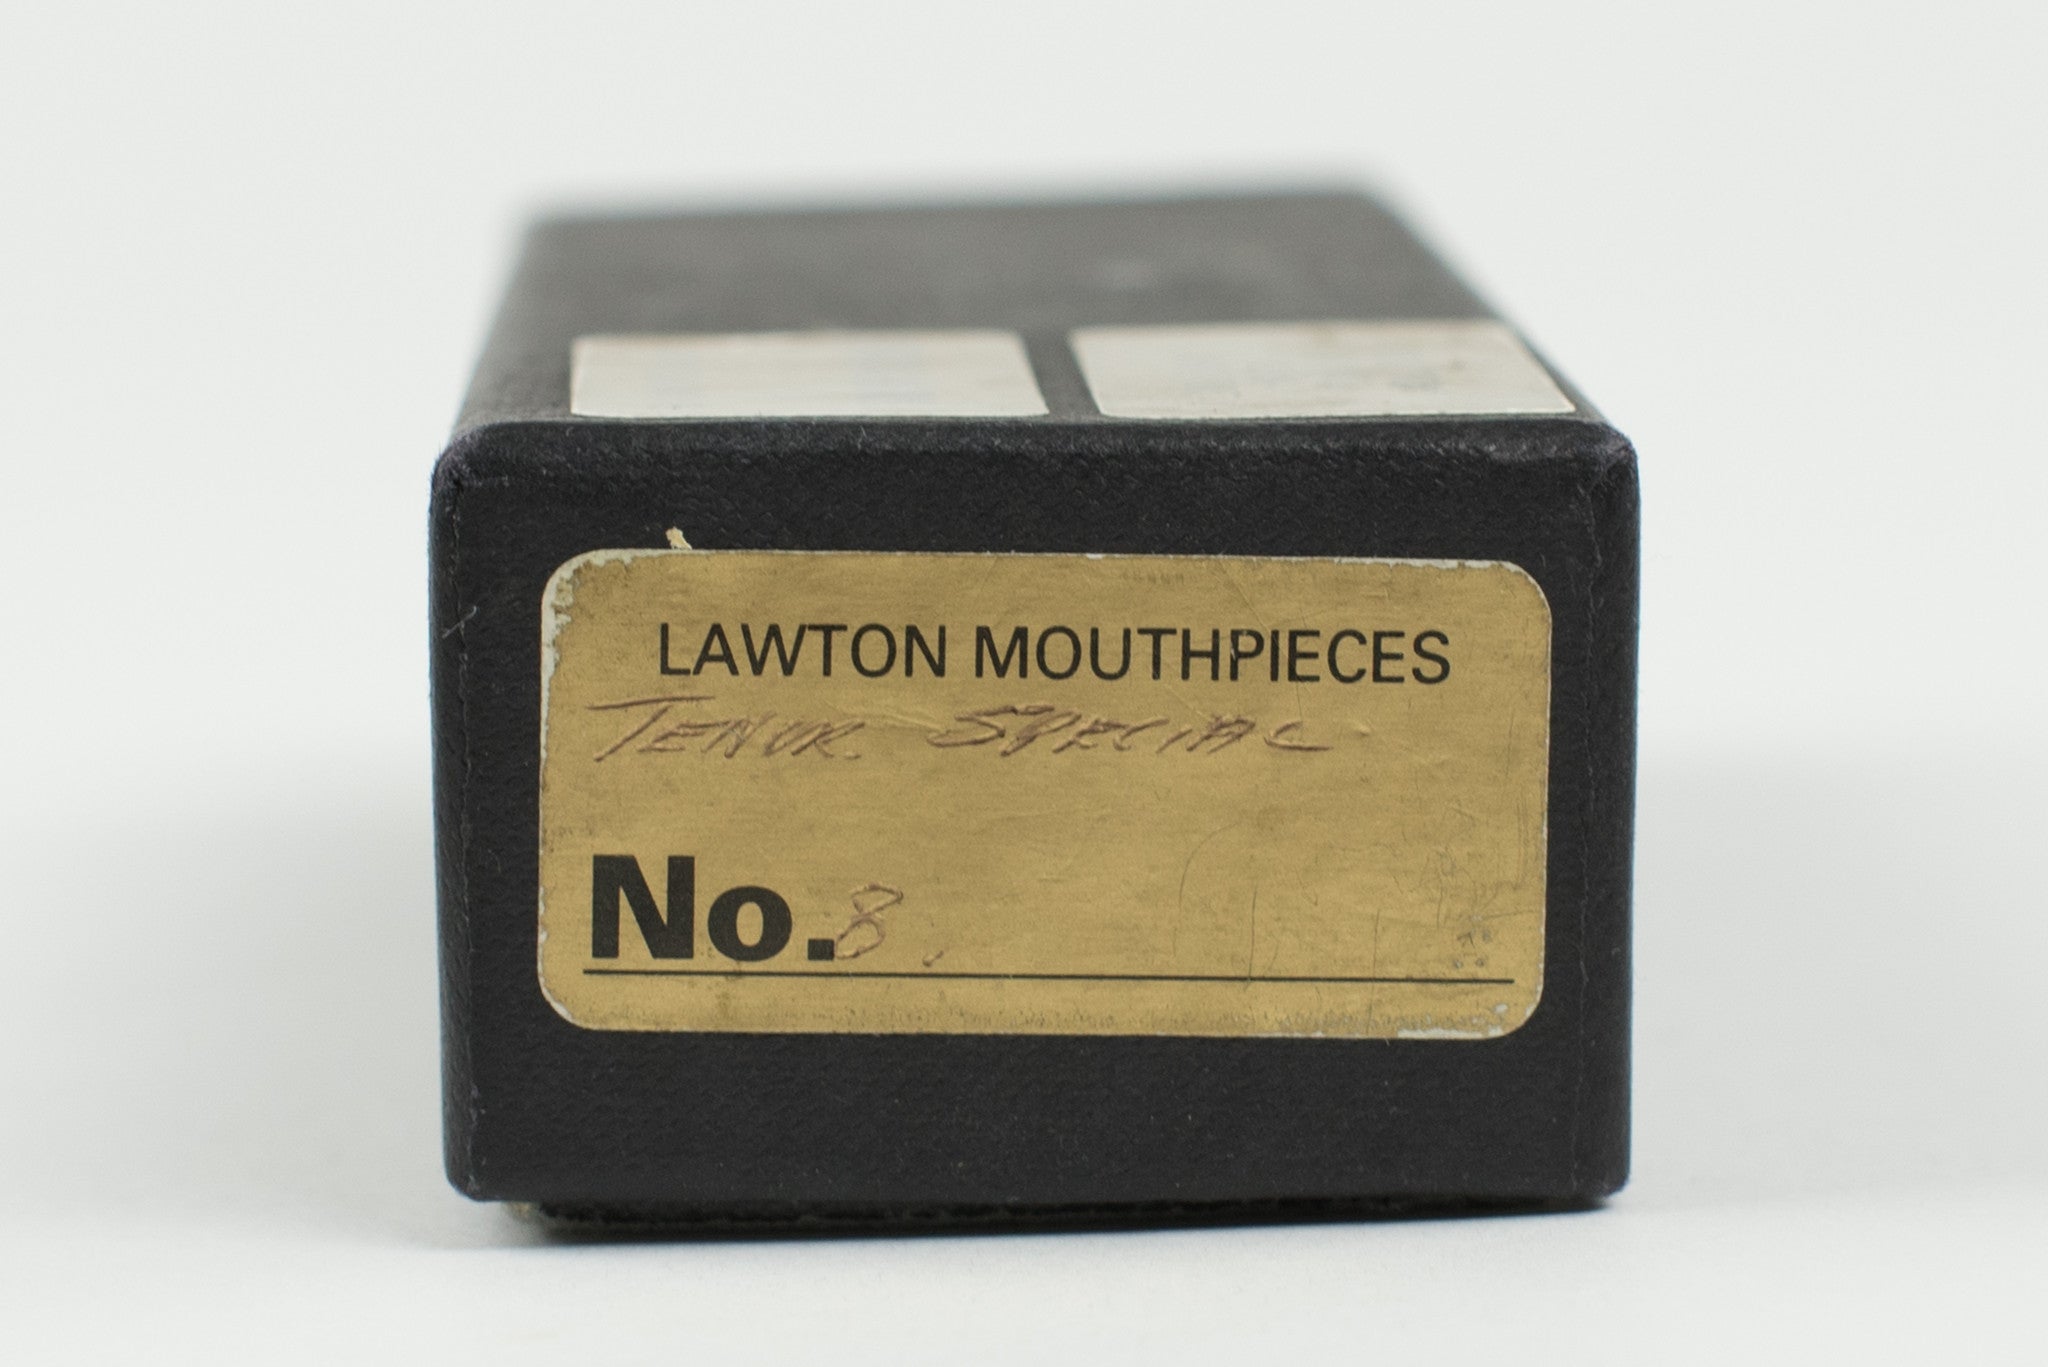 LAWTON MOUTHPIECES
TENOR SPECIAL
No. 8.